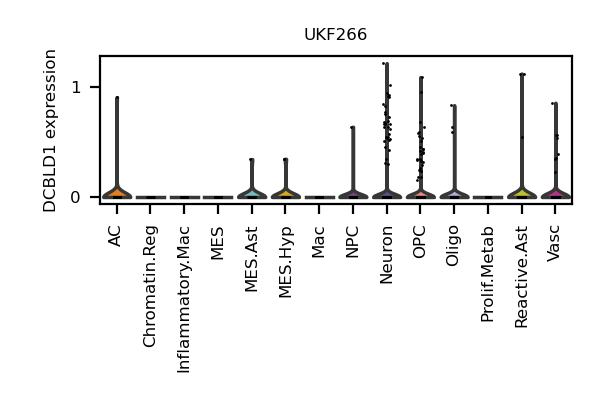 UKF266
DCBLD1 expression
1
0
AC
Chromatin.Reg
Inflammatory.Mac
MES
MES.Ast
MES.Hyp
Mac
NPC
Neuron
OPC
Oligo
Prolif.Metab
Reactive.Ast
Vasc